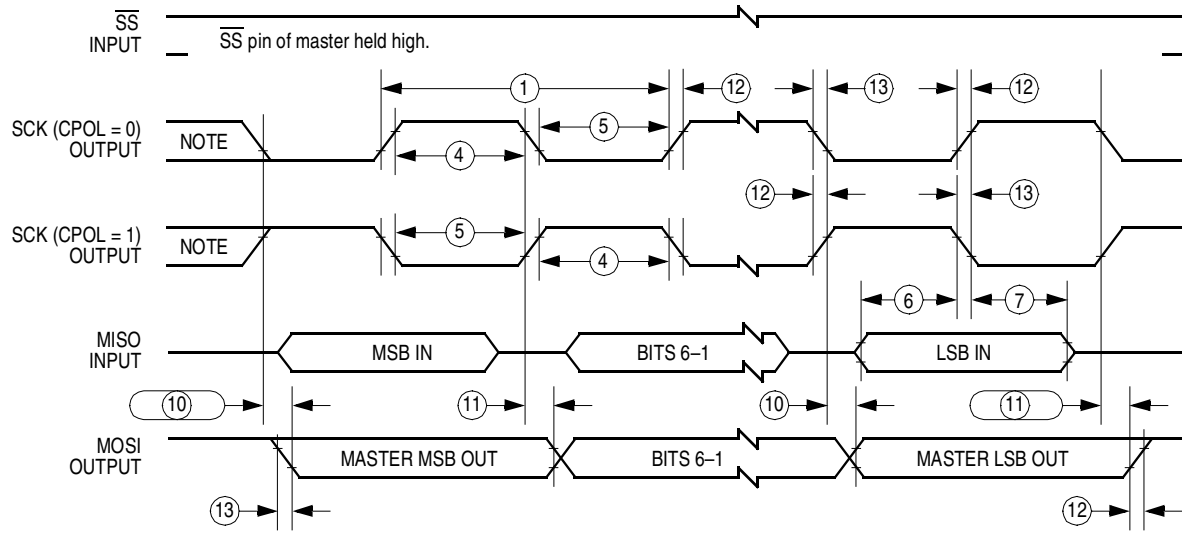 SS
INPUT
SS pin of master held high.
1
12
13
12
SCK (CPOL = 0)
OUTPUT
NOTE
5
4
12
13
SCK (CPOL = 1)
OUTPUT
NOTE
5
4
6
7
MISO
INPUT
MSB IN
BITS 6–1
LSB IN
10
11
10
11
MOSI
OUTPUT
MASTER MSB OUT
BITS 6–1
MASTER LSB OUT
13
12